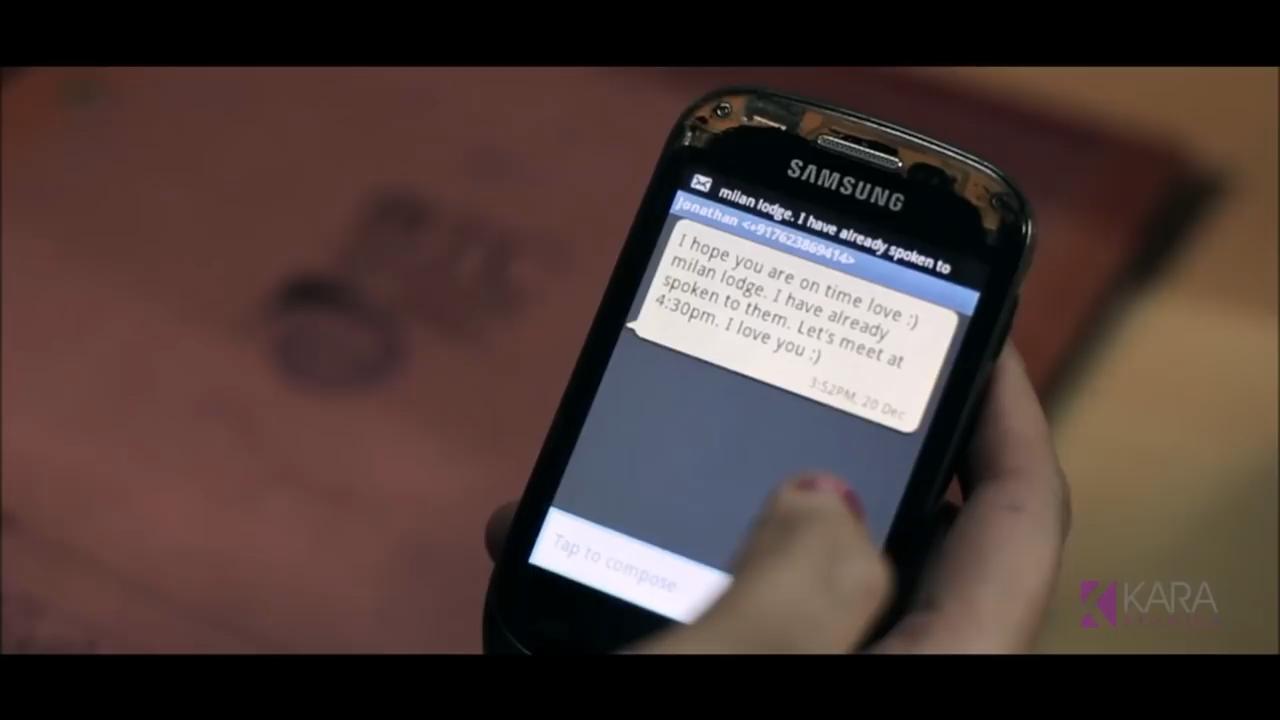 SAMSUNG
milan lodge. I have already spoken to
Jonathan <+917623869414>
I hope you are on time love :)
milan lodge. I have already
spoken to them. Let's meet at
4:30pm. I love you :)
3:52PM, 20 Dec
Tap to compose
KARA